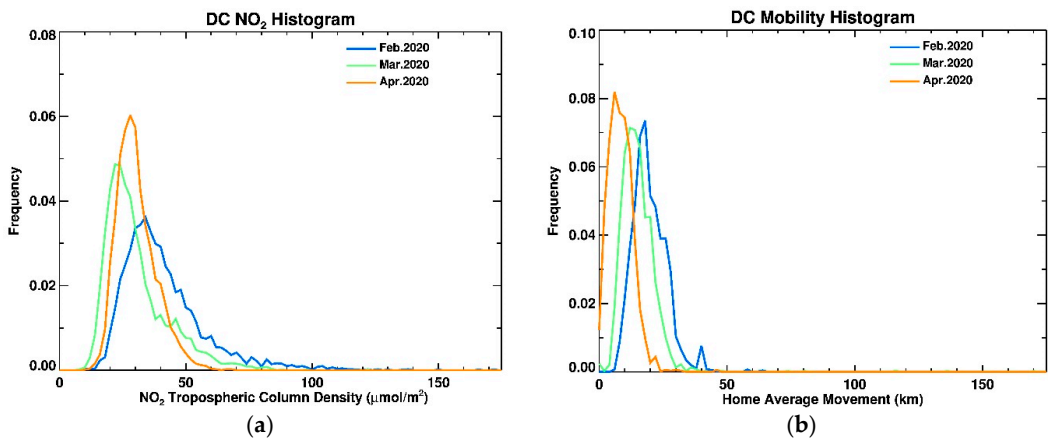 DC NO₂ Histogram
0.08
0.06
0.04
0.02
0.00
Frequency
Feb.2020
Mar.2020
Apr.2020
0 50 100 150
NO₂ Tropospheric Column Density (μmol/m²)
(a)
DC Mobility Histogram
0.10
0.08
0.06
0.04
0.02
0.00
Frequency
Feb.2020
Mar.2020
Apr.2020
0 50 100 150
Home Average Movement (km)
(b)